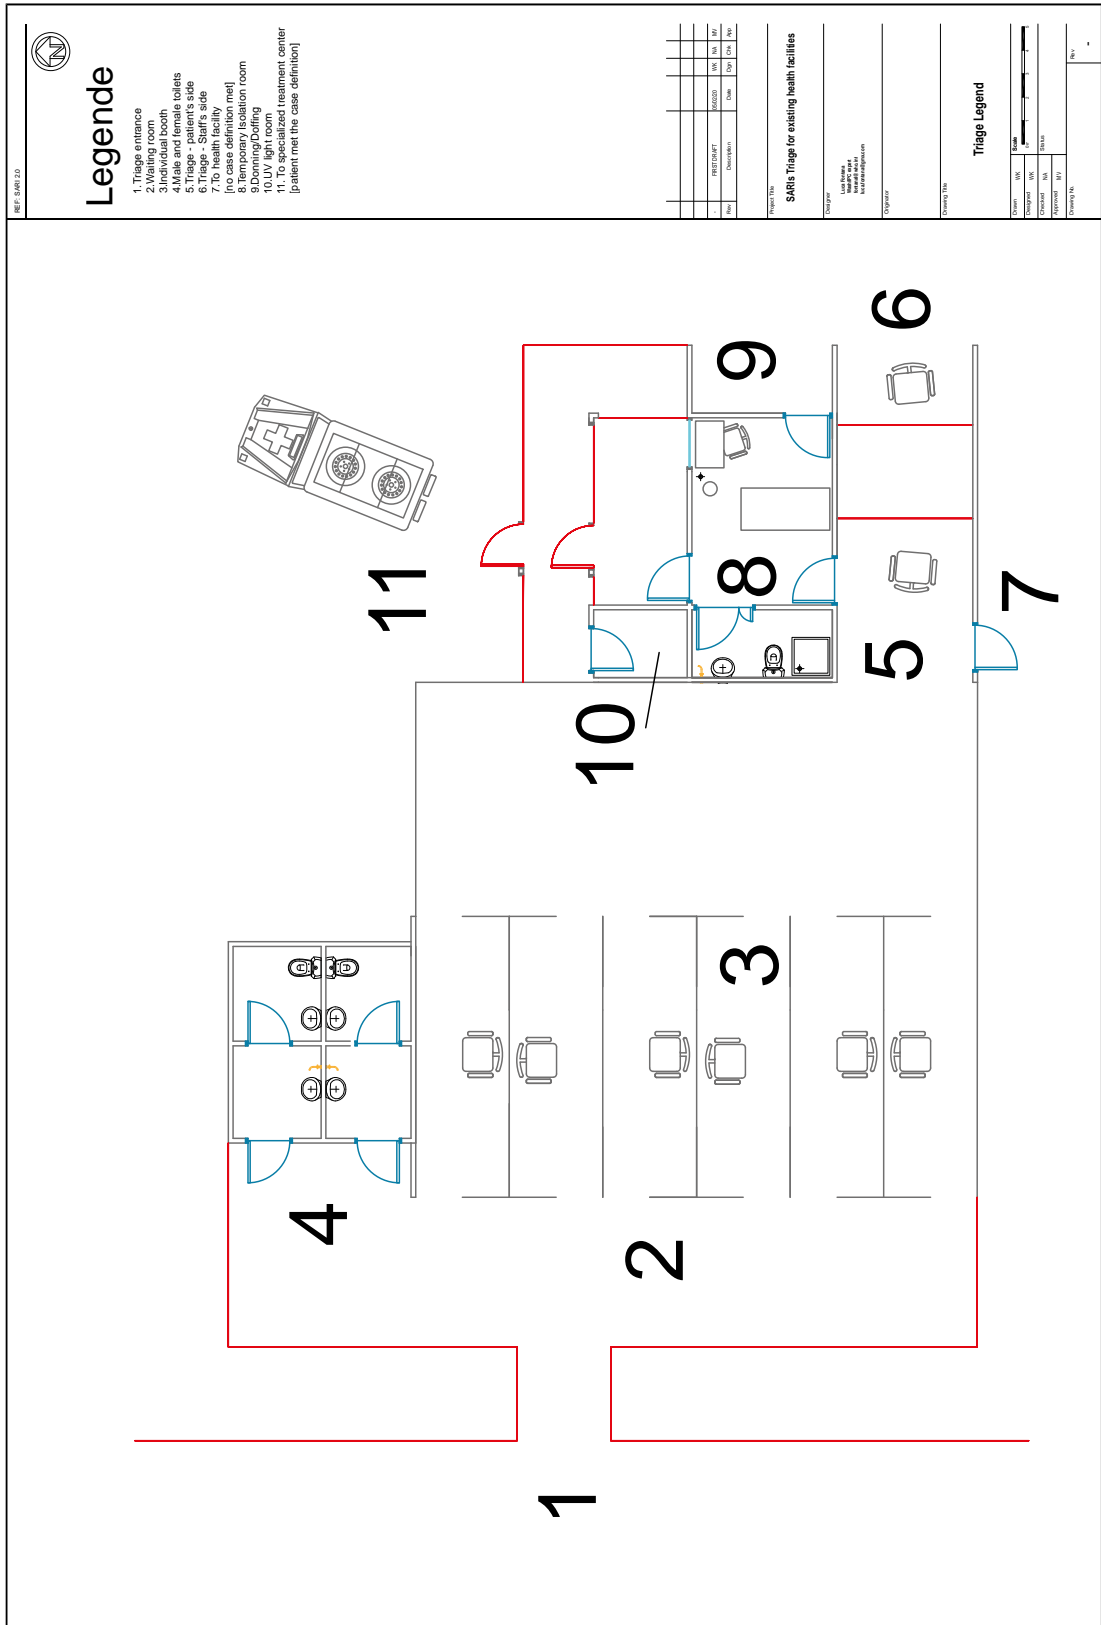 REF: SARI 2.0
N
Legende
1. Triage entrance
2.Waiting room
3.Individual booth
4.Male and female toilets
5.Triage - patient's side
6.Triage - Staff's side
7.To health facility
[no case definition met]
8.Temporary Isolation room
9.Donning/Doffing
10.UV light room
11. To specialized treatment center
[patient met the case definition]
- FIRST DRAFT WK NA MV
Rev Description Date Dgn Chk App
Project Title
SARIs Triage for existing health facilities
Designer
Originator
Drawing Title
Triage Legend
Drawn WK Scale
Designed WK
Checked NA Status
Approved MV
Drawing No. Rev
-
11
9
6
8
5
7
10
3
4
2
1